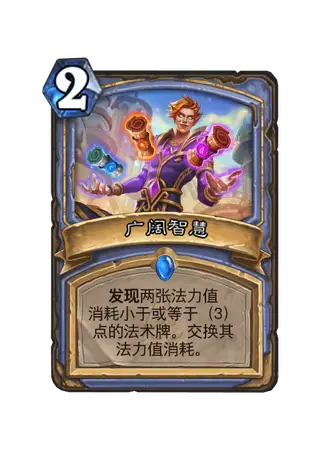 2
广阔智慧
发现两张法力值
消耗小于或等于（3）
点的法术牌。交换其
法力值消耗。